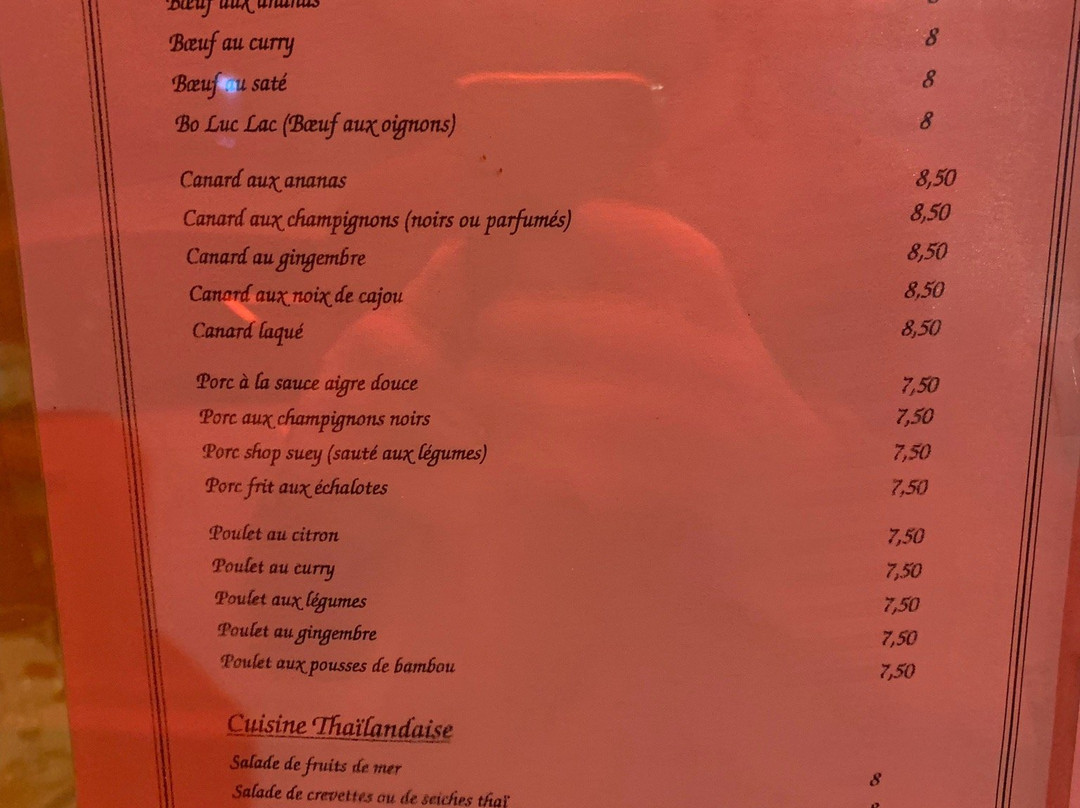 Bœuf aux ananas 8
Bœuf au curry 8
Bœuf au saté 8
Bo Luc Lac (Bœuf aux oignons) 8
Canard aux ananas 8,50
Canard aux champignons (noirs ou parfumés) 8,50
Canard au gingembre 8,50
Canard aux noix de cajou 8,50
Canard laqué 8,50
Porc à la sauce aigre douce 7,50
Porc aux champignons noirs 7,50
Porc shop suey (sauté aux légumes) 7,50
Porc frit aux échalotes 7,50
Poulet au citron 7,50
Poulet au curry 7,50
Poulet aux légumes 7,50
Poulet au gingembre 7,50
Poulet aux pousses de bambou 7,50
Cuisine Thaïlandaise
Salade de fruits de mer 8
Salade de crevettes ou de seiches thaï 8